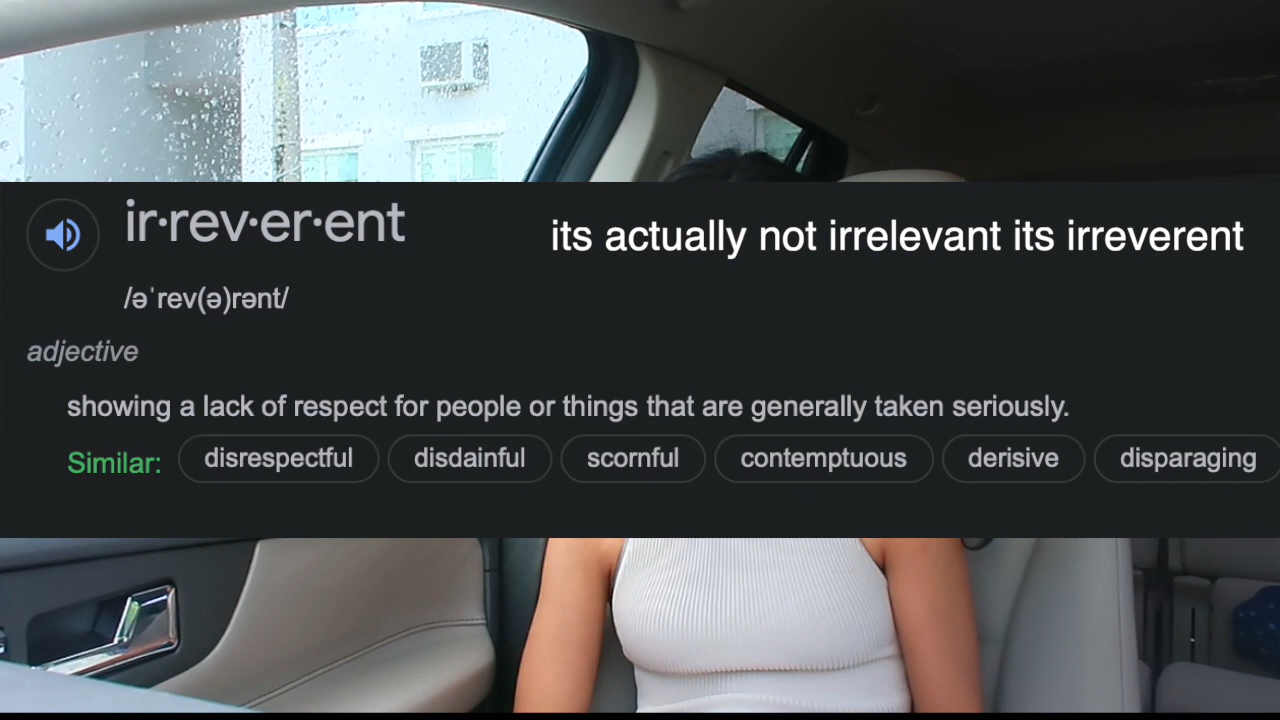 ir·rev·er·ent
its actually not irrelevant its irreverent
/əˈrev(ə)rənt/
adjective
showing a lack of respect for people or things that are generally taken seriously.
Similar: disrespectful disdainful scornful contemptuous derisive disparaging